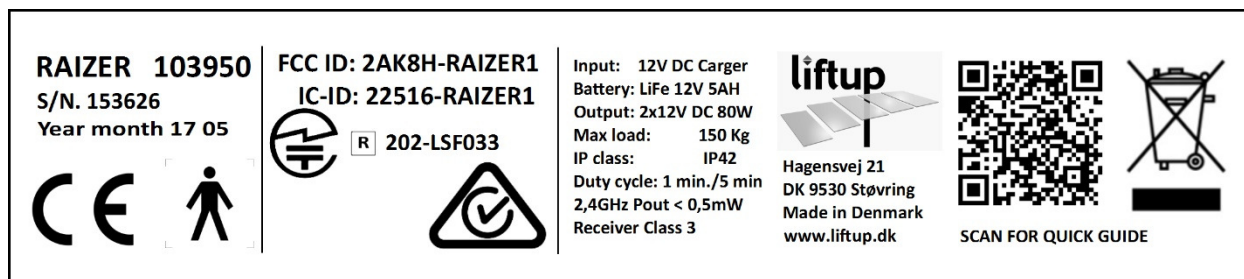 RAIZER 103950
S/N. 153626
Year month 17 05
CE
FCC ID: 2AK8H-RAIZER1
IC-ID: 22516-RAIZER1
R 202-LSF033
Input: 12V DC Carger
Battery: LiFe 12V 5AH
Output: 2x12V DC 80W
Max load: 150 Kg
IP class: IP42
Duty cycle: 1 min./5 min
2,4GHz Pout < 0,5mW
Receiver Class 3
liftup
Hagensvej 21
DK 9530 Støvring
Made in Denmark
www.liftup.dk
SCAN FOR QUICK GUIDE